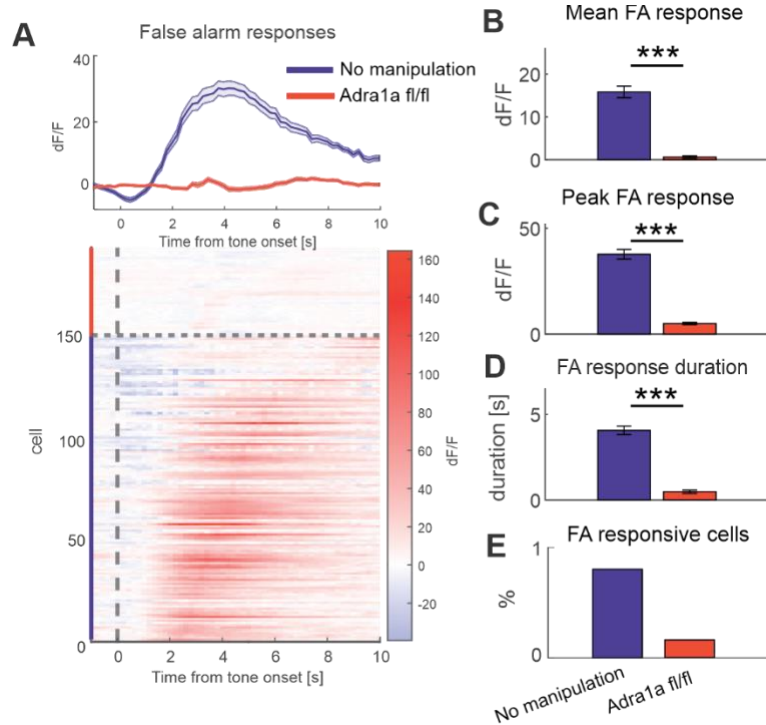 A
False alarm responses
40
20
0
dF/F
No manipulation
Adra1a fl/fl
0 2 4 6 8 10
Time from tone onset [s]
150
100
50
0
cell
0 2 4 6 8 10
Time from tone onset [s]
160
140
120
100
80
60
40
20
0
-20
dF/F
B
Mean FA response
***
20
10
0
dF/F
C
Peak FA response
***
50
0
dF/F
D
FA response duration
***
5
0
duration [s]
E
FA responsive cells
1
0
%
No manipulation
Adra1a fl/fl